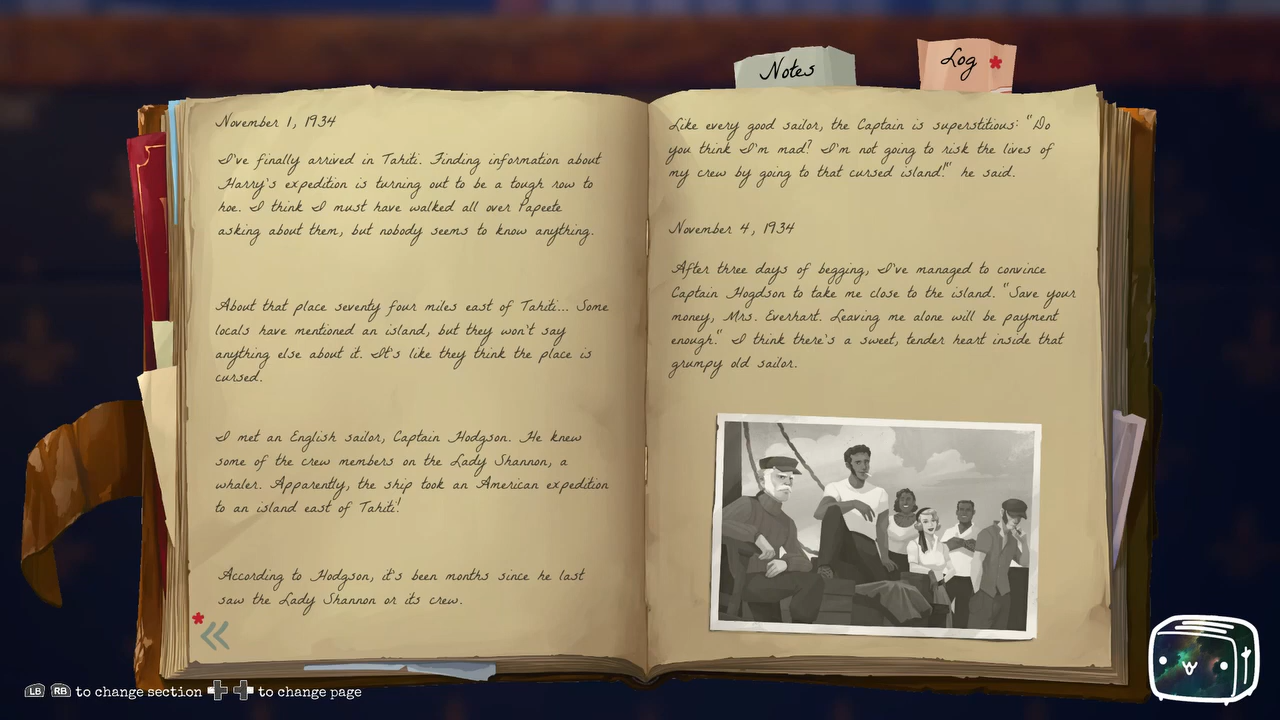 Notes
Log *
November 1, 1934
I've finally arrived in Tahiti. Finding information about
Harry's expedition is turning out to be a tough row to
hoe. I think I must have walked all over Papeete
asking about them, but nobody seems to know anything.
About that place seventy four miles east of Tahiti... Some
locals have mentioned an island, but they won't say
anything else about it. It's like they think the place is
cursed.
I met an English sailor, Captain Hodgson. He knew
some of the crew members on the Lady Shannon, a
whaler. Apparently, the ship took an American expedition
to an island east of Tahiti!
According to Hodgson, it's been months since he last
saw the Lady Shannon or its crew.
Like every good sailor, the Captain is superstitious: "Do
you think I'm mad? I'm not going to risk the lives of
my crew by going to that cursed island!" he said.
November 4, 1934
After three days of begging, I've managed to convince
Captain Hogdson to take me close to the island. "Save your
money, Mrs. Everhart. Leaving me alone will be payment
enough." I think there's a sweet, tender heart inside that
grumpy old sailor.
LB RB to change section to change page